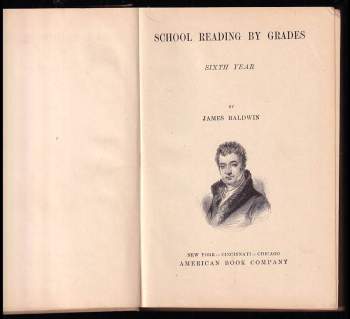 SCHOOL READING BY GRADES
SIXTH YEAR
BY
JAMES BALDWIN
NEW YORK · CINCINNATI · CHICAGO
AMERICAN BOOK COMPANY